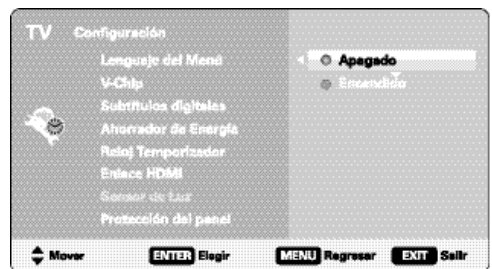 TV Configuración
Lenguaje del Menú
Apagado
V-Chip
Encendido
Subtítulos digitales
Ahorrador de Energía
Reloj Temporizador
Enlace HDMI
Sensor de Luz
Protección del panel
Mover ENTER Elegir MENU Regresar EXIT Salir